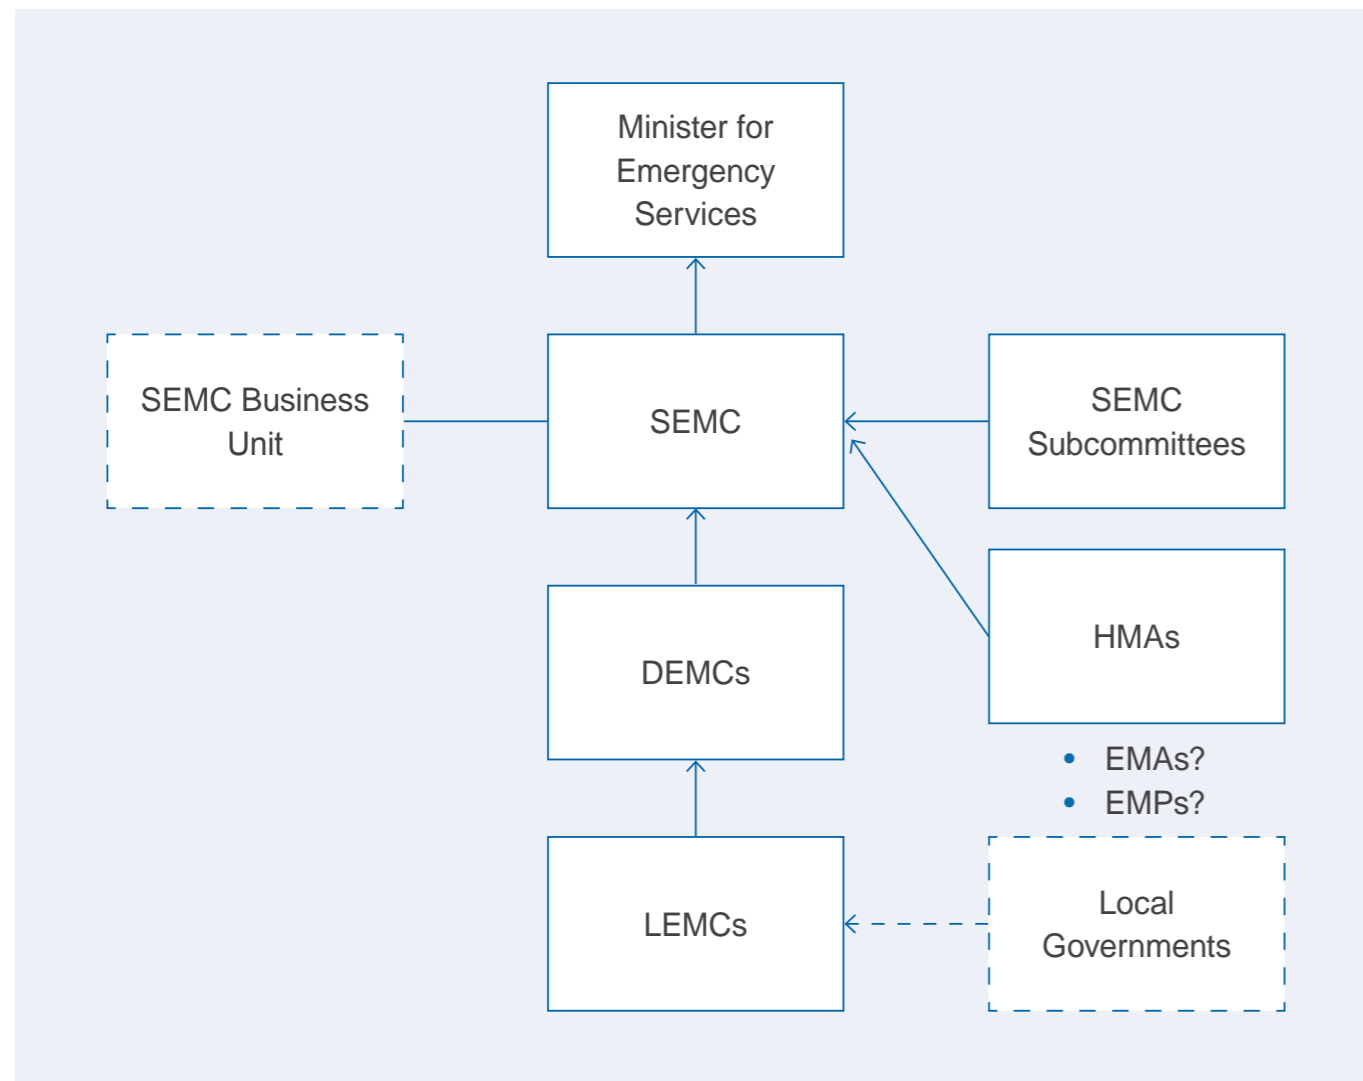 Minister for
Emergency
Services
SEMC Business
Unit
SEMC
SEMC
Subcommittees
DEMCs
HMAs
• EMAs?
• EMPs?
LEMCs
Local
Governments